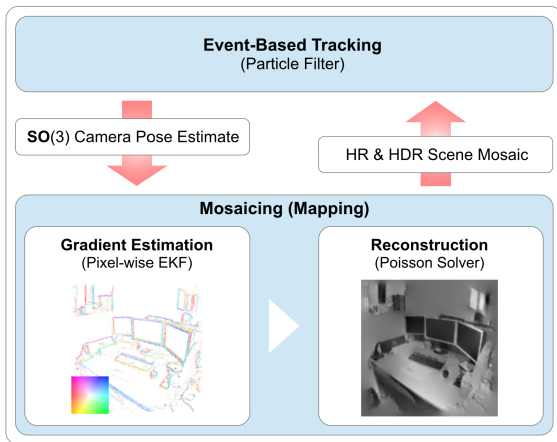 Event-Based Tracking
(Particle Filter)
SO(3) Camera Pose Estimate
HR & HDR Scene Mosaic
Mosaicing (Mapping)
Gradient Estimation
(Pixel-wise EKF)
Reconstruction
(Poisson Solver)